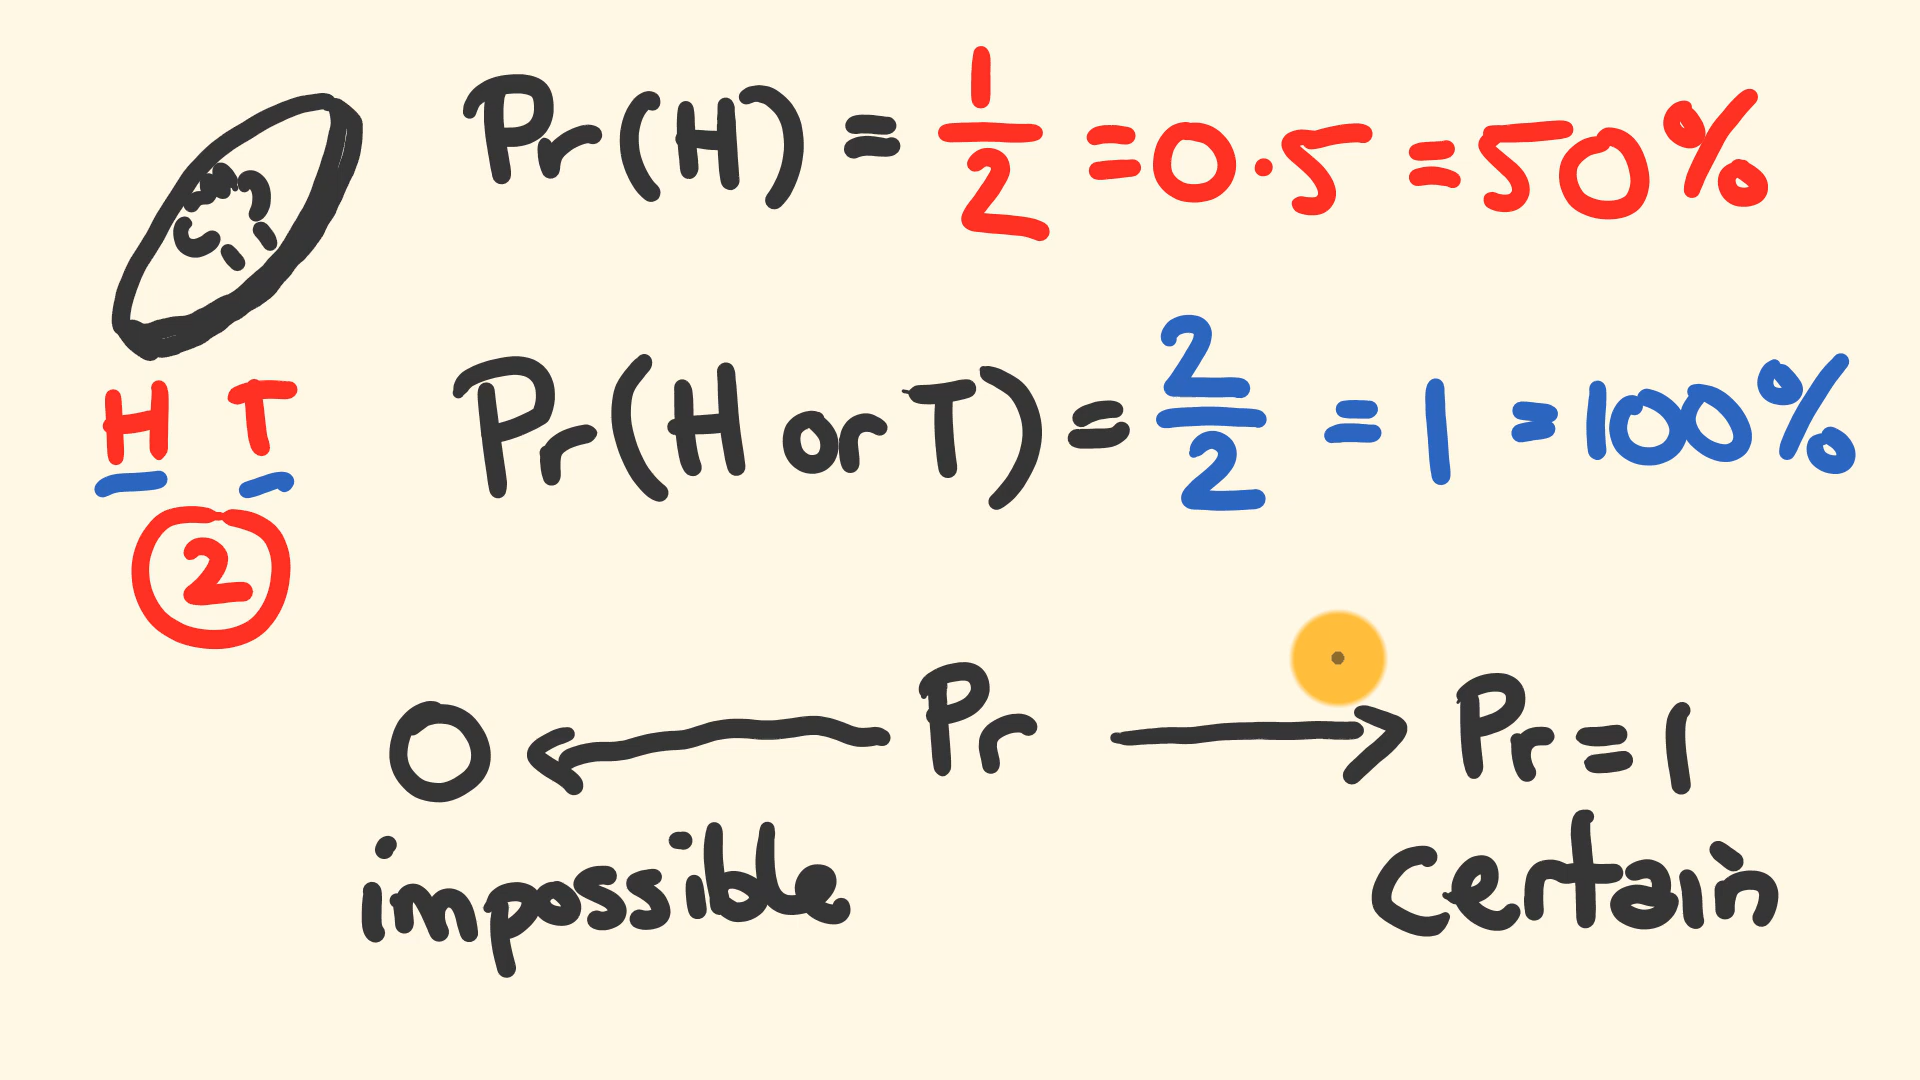 Pr(H) = 1/2 = 0.5 = 50%
H T
Pr(H or T) = 2/2 = 1 = 100%
2
0 ← Pr → Pr = 1
impossible certain